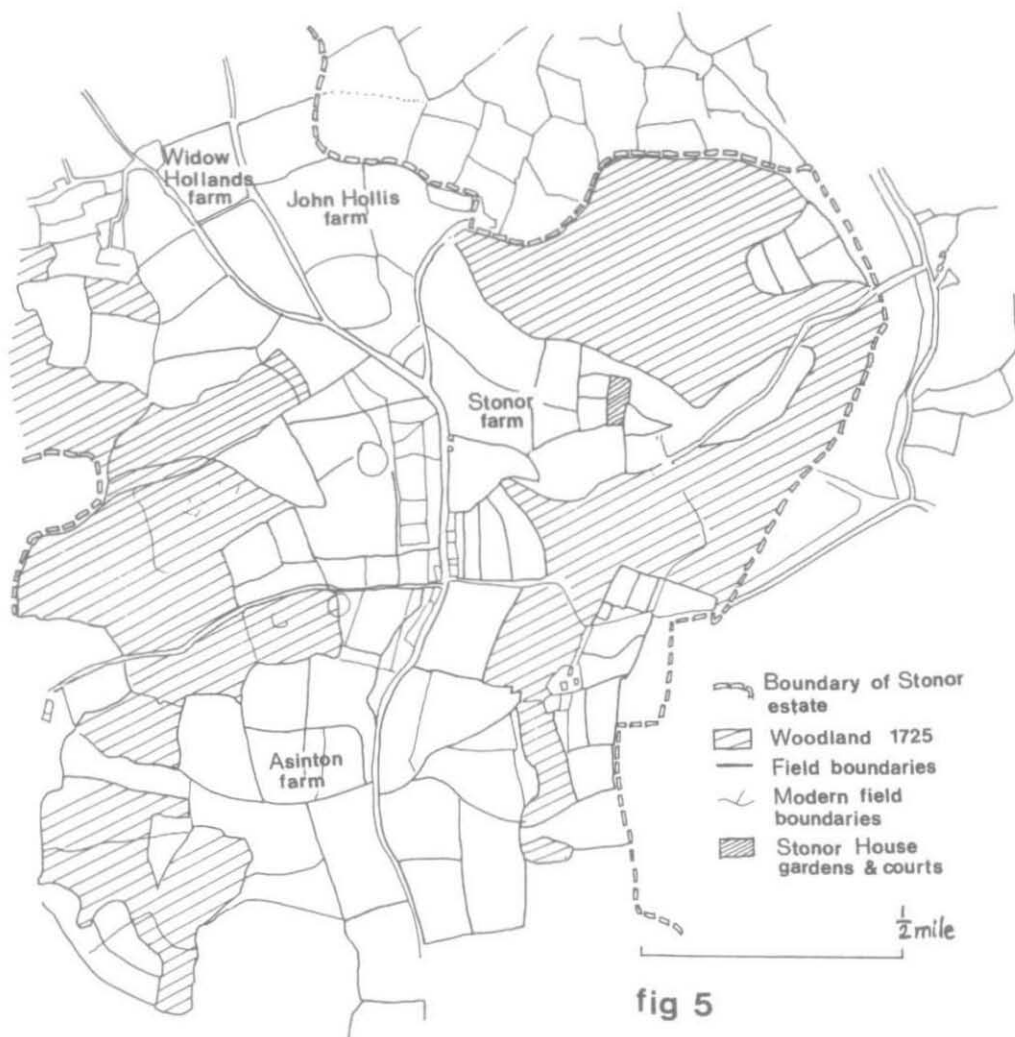 Widow
Hollands
farm
John Hollis
farm
Stonor
farm
Asinton
farm
Boundary of Stonor
estate
Woodland 1725
Field boundaries
Modern field
boundaries
Stonor House
gardens & courts
1/2 mile
fig 5